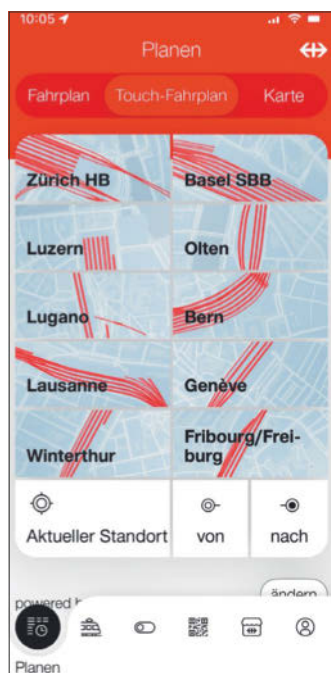 10:05
Planen
Fahrplan Touch-Fahrplan Karte
Zürich HB Basel SBB
Luzern Olten
Lugano Bern
Lausanne Genève
Winterthur Fribourg/Frei-
burg
Aktueller Standort von nach
powered ändern
Planen